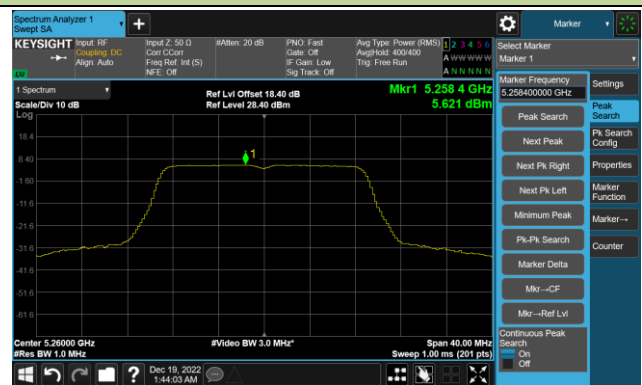 Spectrum Analyzer 1
Swept SA
+
Marker
KEYSIGHT
Input: RF
Coupling: DC
Align: Auto
Input Z: 50 Ω
Corr CCorr
Freq Ref: Int (S)
NFE: Off
#Atten: 20 dB
PNO: Fast
Gate: Off
IF Gain: Low
Sig Track: Off
Avg Type: Power (RMS)
Avg|Hold: 400/400
Trig: Free Run
1 2 3 4 5 6
A W W W W W
A N N N N N
Select Marker
Marker 1
1 Spectrum
Scale/Div 10 dB
Log
Ref Lvl Offset 18.40 dB
Ref Level 28.40 dBm
Mkr1 5.258 4 GHz
5.621 dBm
18.4
8.40
-1.60
-11.6
-21.6
-31.6
-41.6
-51.6
-61.6
1
Center 5.26000 GHz
#Res BW 1.0 MHz
#Video BW 3.0 MHz*
Span 40.00 MHz
Sweep 1.00 ms (201 pts)
Marker Frequency
5.258400000 GHz
Peak Search
Next Peak
Next Pk Right
Next Pk Left
Minimum Peak
Pk-Pk Search
Marker Delta
Mkr→CF
Mkr→Ref Lvl
Continuous Peak
Search
On
Off
Settings
Peak
Search
Pk Search
Config
Properties
Marker
Function
Marker→
Counter
?
Dec 19, 2022
1:44:03 AM